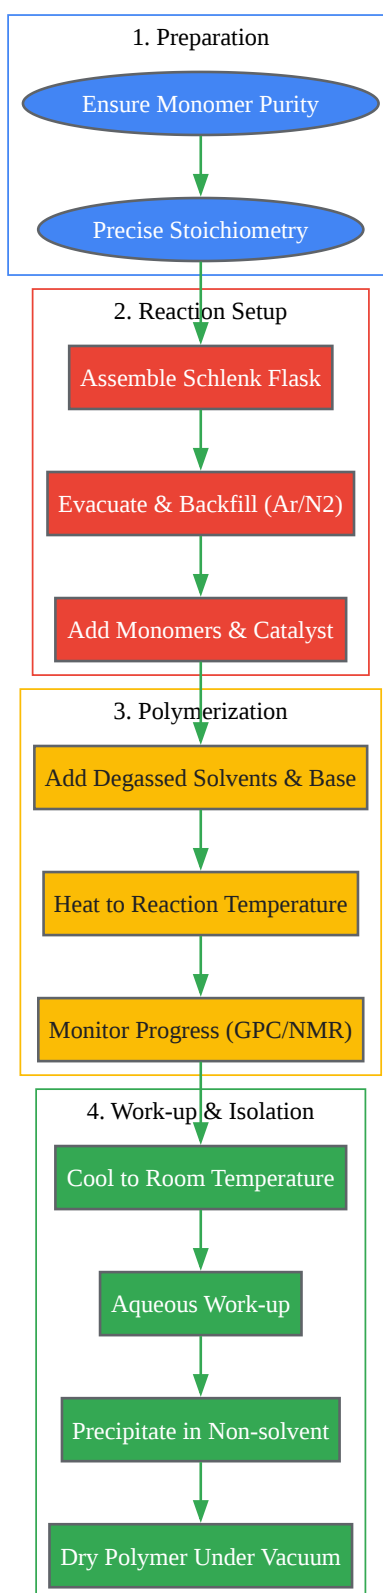 1. Preparation
Ensure Monomer Purity
Precise Stoichiometry
2. Reaction Setup
Assemble Schlenk Flask
Evacuate & Backfill (Ar/N2)
Add Monomers & Catalyst
3. Polymerization
Add Degassed Solvents & Base
Heat to Reaction Temperature
Monitor Progress (GPC/NMR)
4. Work-up & Isolation
Cool to Room Temperature
Aqueous Work-up
Precipitate in Non-solvent
Dry Polymer Under Vacuum